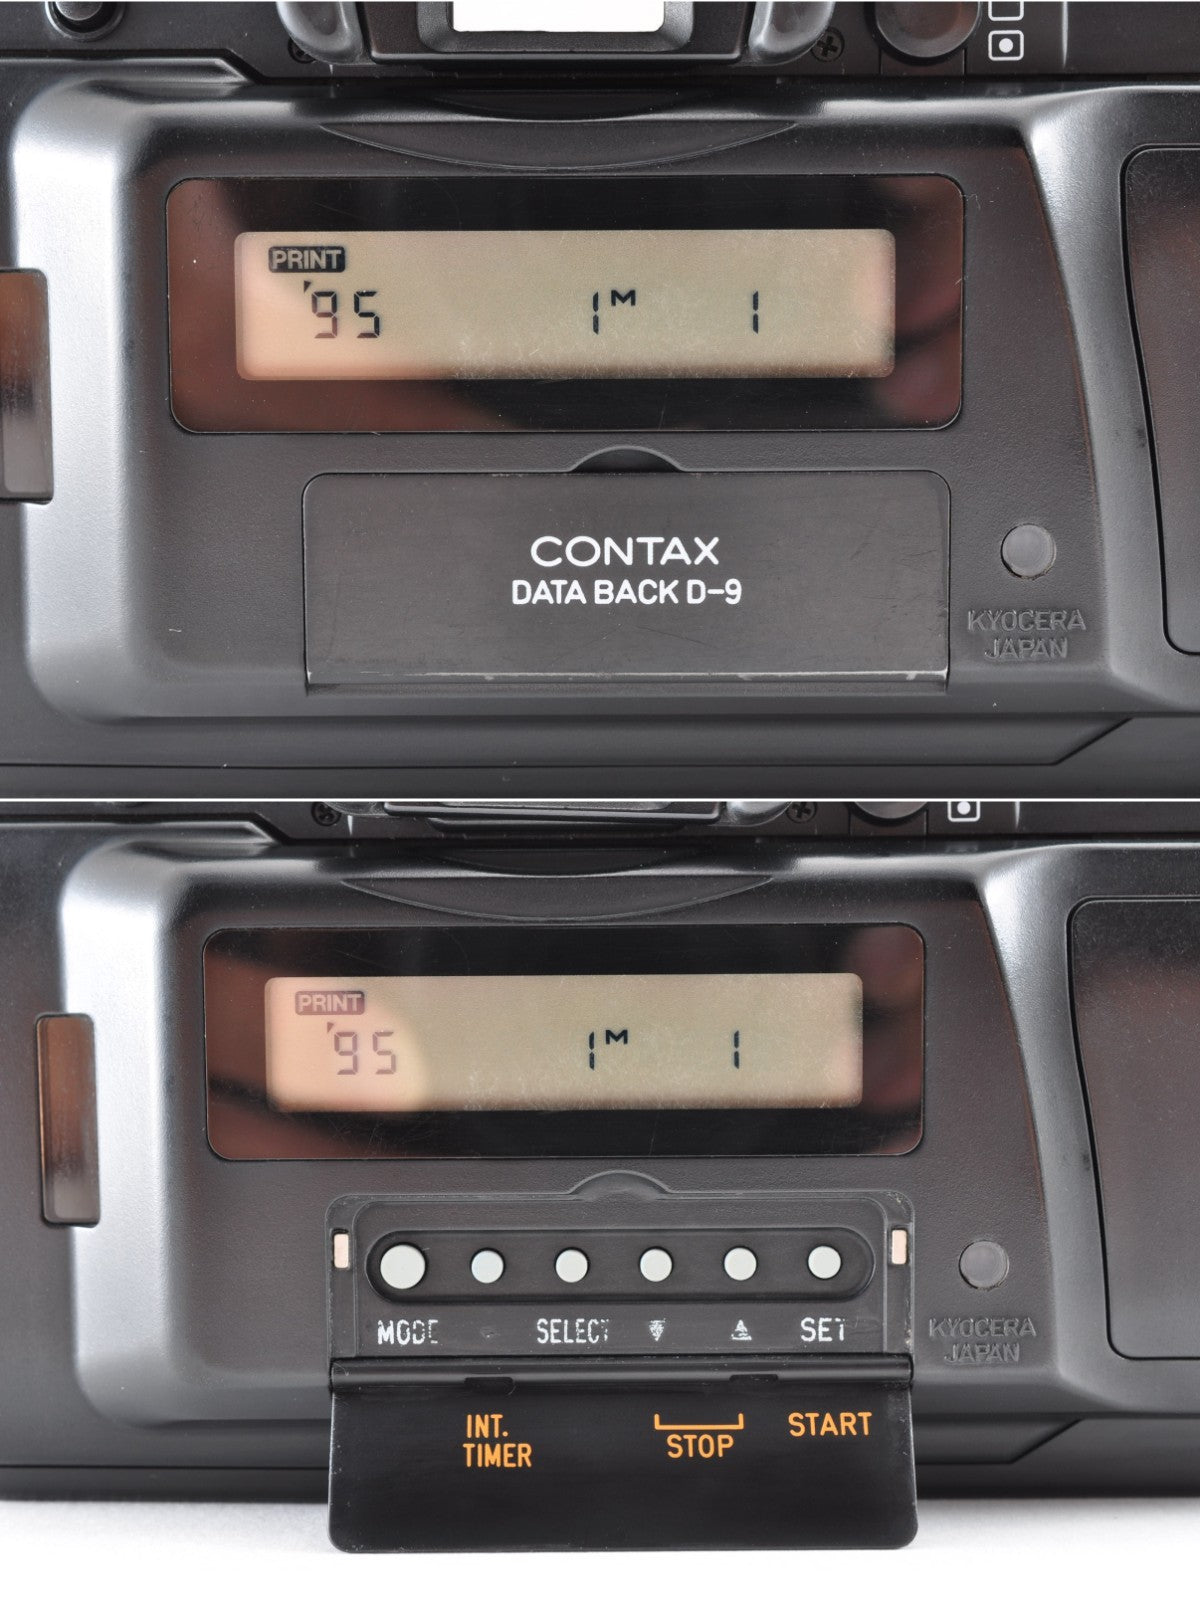 PRINT
'95 1M 1
CONTAX
DATA BACK D-9
KYOCERA
JAPAN
PRINT
'95 1M 1
MODE SELECT SET
KYOCERA
JAPAN
INT.
TIMER
STOP
START